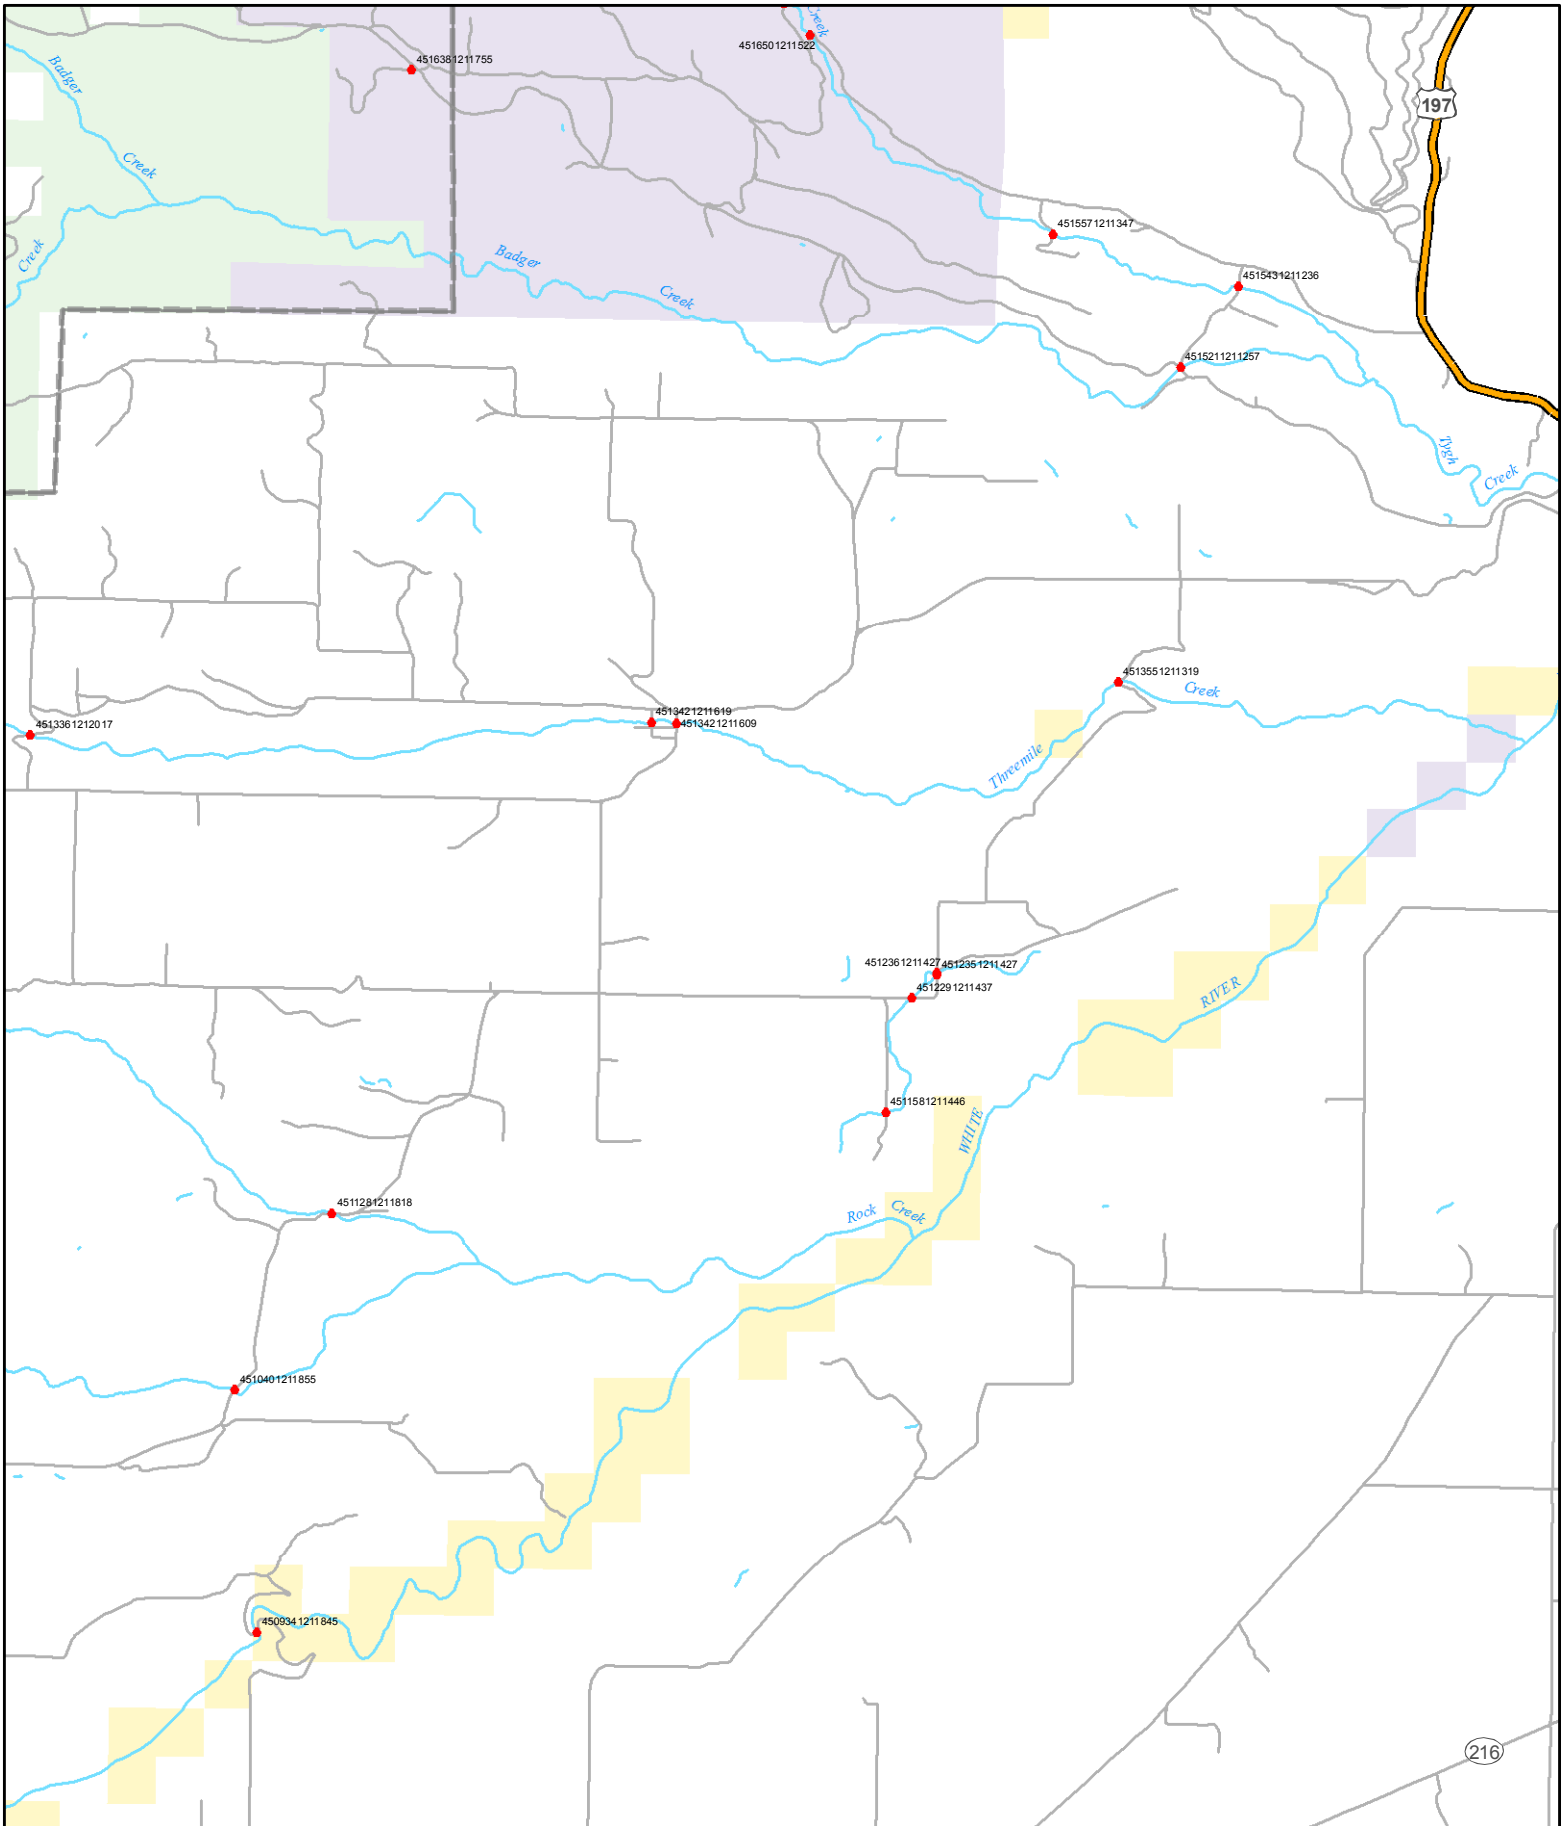 Creek
4516501211522
Badger
4516381211755
197
Creek
4515571211347
Creek
Badger
4515431211236
Creek
4515211211257
Tygh
Creek
4513551211319
Creek
4513421211619
4513361212017
4513421211609
Threemile
4512361211427
4512351211427
4512291211437
RIVER
4511581211446
WHITE
4511281211818
Rock
Creek
4510401211855
4509341211845
216